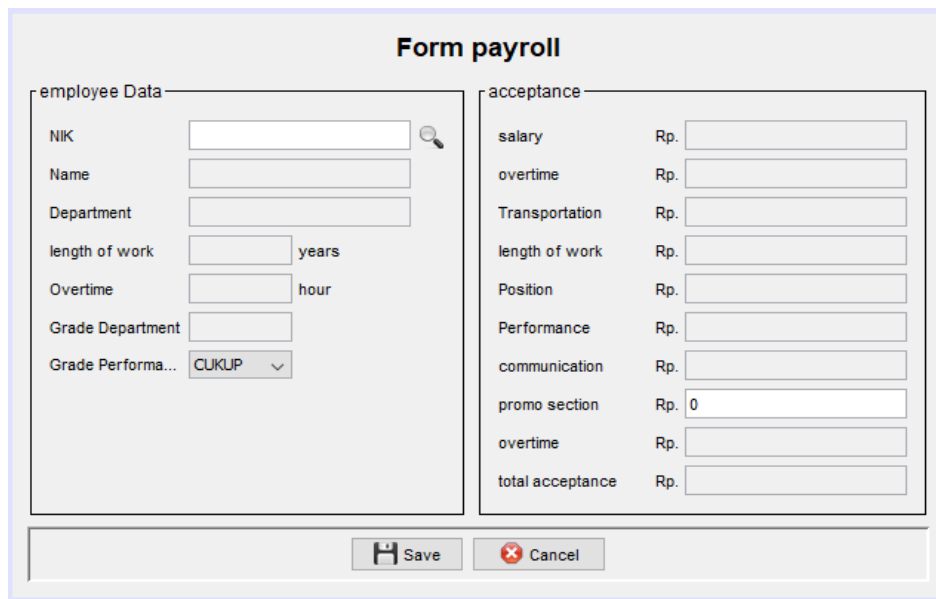 Form payroll
employee Data
NIK
Name
Department
length of work years
Overtime hour
Grade Department
Grade Performa... CUKUP
acceptance
salary Rp.
overtime Rp.
Transportation Rp.
length of work Rp.
Position Rp.
Performance Rp.
communication Rp.
promo section Rp. 0
overtime Rp.
total acceptance Rp.
Save Cancel